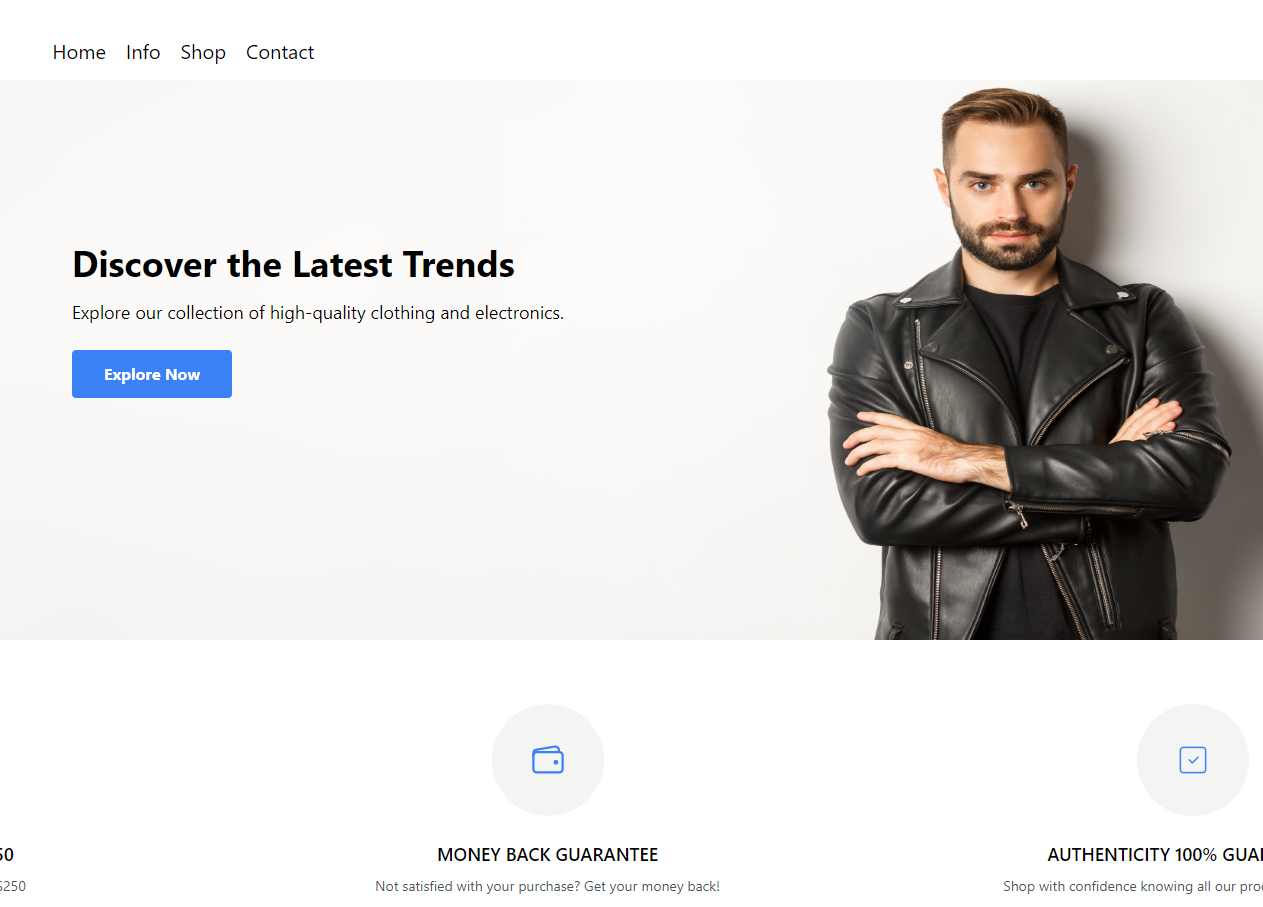 Home Info Shop Contact
Discover the Latest Trends
Explore our collection of high-quality clothing and electronics.
Explore Now
50 MONEY BACK GUARANTEE AUTHENTICITY 100%
$250 Not satisfied with your purchase? Get your money back! Shop with confidence knowing all our